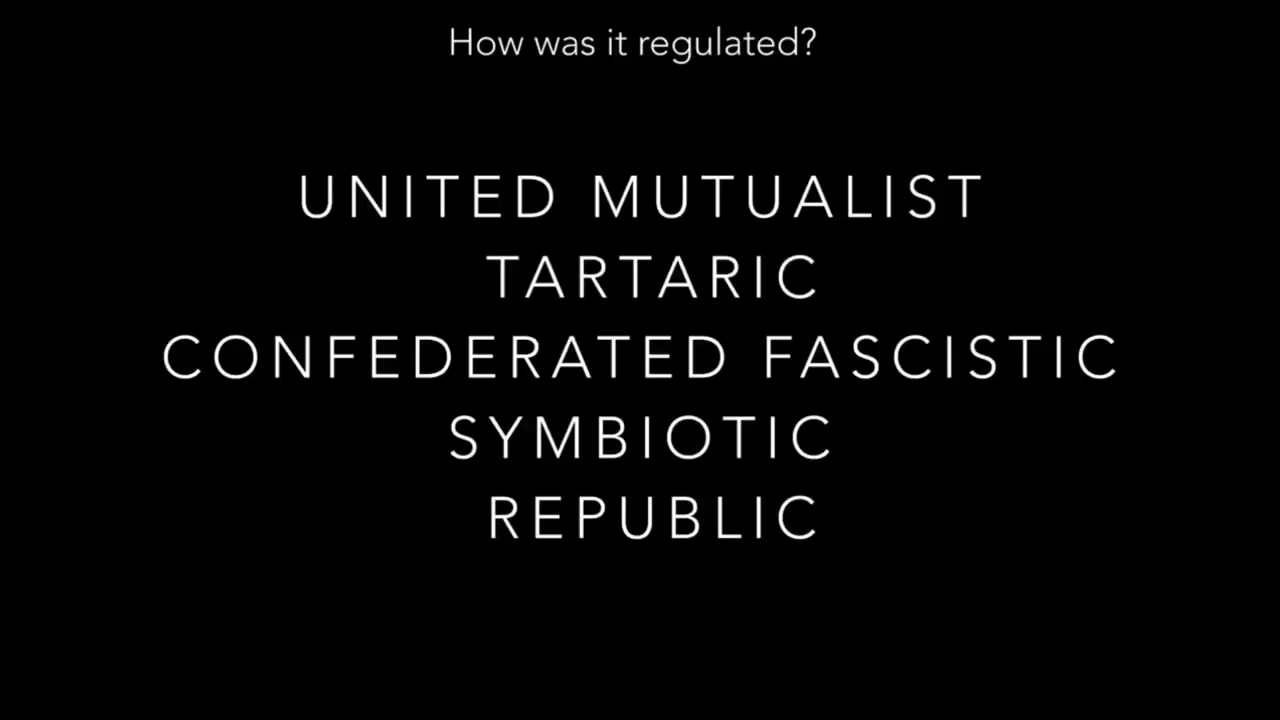 How was it regulated?
UNITED MUTUALIST
TARTARIC
CONFEDERATED FASCISTIC
SYMBIOTIC
REPUBLIC